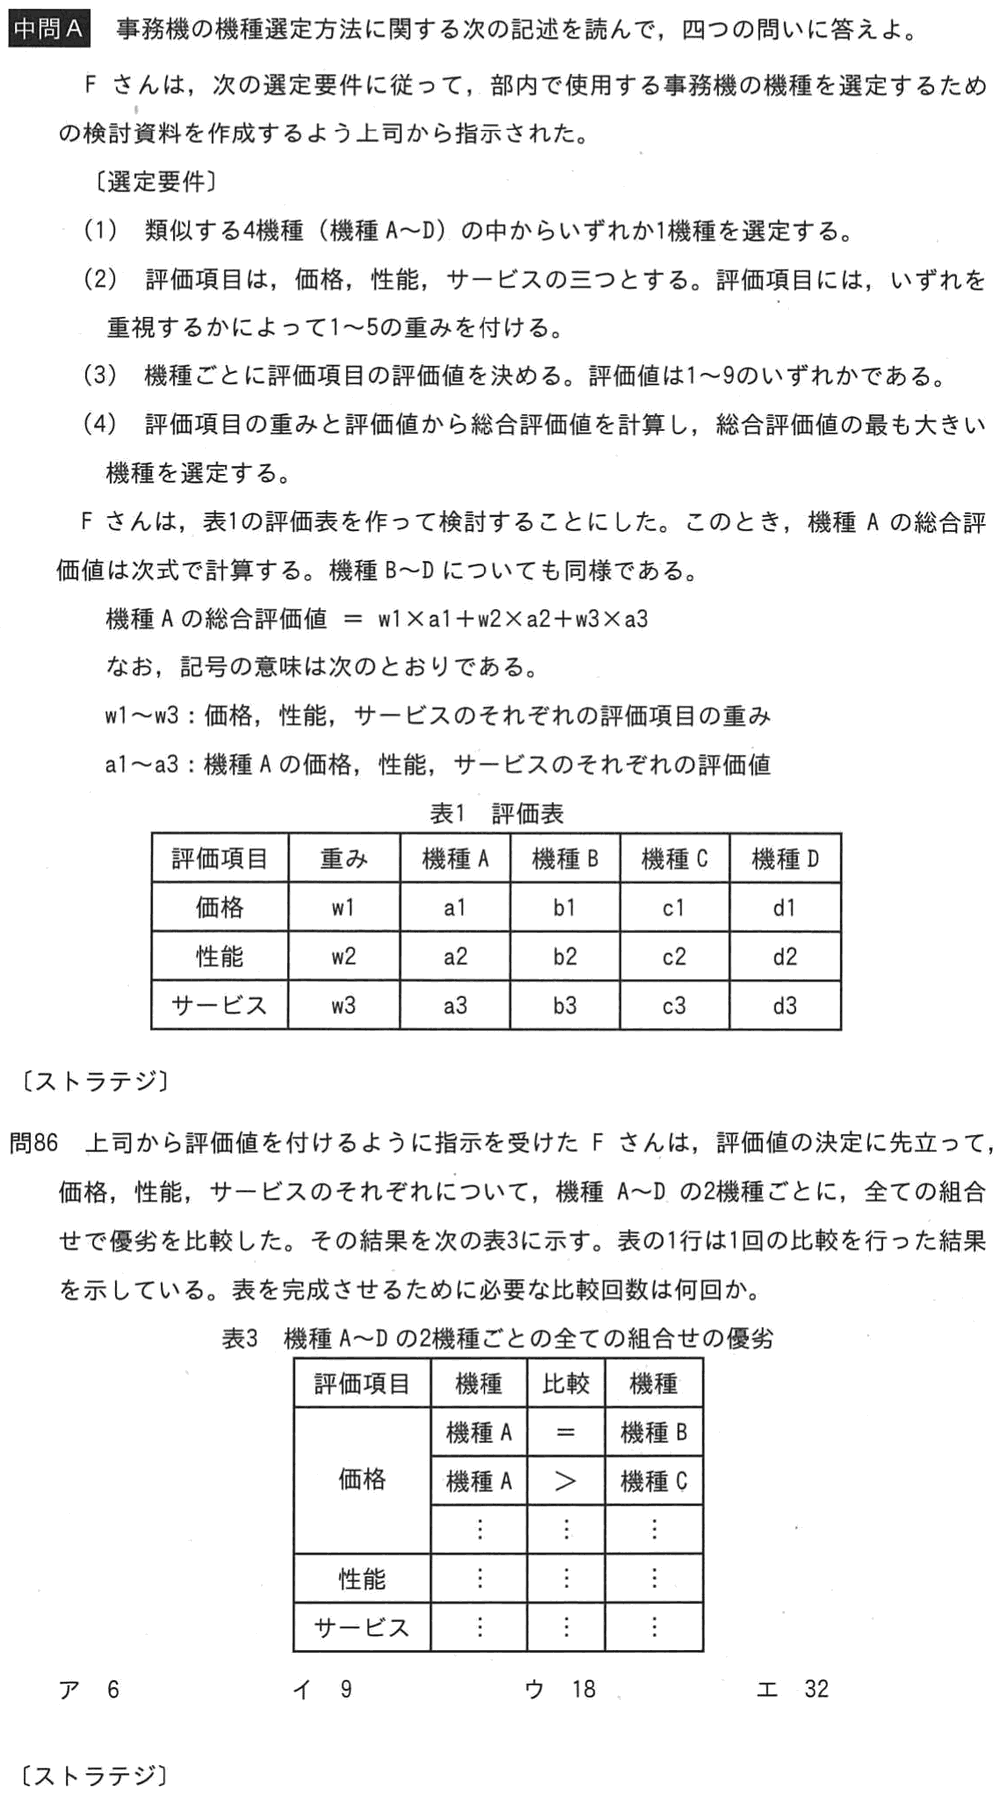 中問A 事務機の機種選定方法に関する次の記述を読んで，四つの問いに答えよ。
F さんは，次の選定要件に従って，部内で使用する事務機の機種を選定するため
の検討資料を作成するよう上司から指示された。
〔選定要件〕
(1) 類似する4機種（機種 A～D）の中からいずれか1機種を選定する。
(2) 評価項目は，価格，性能，サービスの三つとする。評価項目には，いずれを
重視するかによって1～5の重みを付ける。
(3) 機種ごとに評価項目の評価値を決める。評価値は1～9のいずれかである。
(4) 評価項目の重みと評価値から総合評価値を計算し，総合評価値の最も大きい
機種を選定する。
F さんは，表1の評価表を作って検討することにした。このとき，機種 A の総合評
価値は次式で計算する。機種 B～D についても同様である。
機種 A の総合評価値 ＝ w1×a1＋w2×a2＋w3×a3
なお，記号の意味は次のとおりである。
w1～w3：価格，性能，サービスのそれぞれの評価項目の重み
a1～a3：機種 A の価格，性能，サービスのそれぞれの評価値
表1 評価表
評価項目 重み 機種 A 機種 B 機種 C 機種 D
価格 w1 a1 b1 c1 d1
性能 w2 a2 b2 c2 d2
サービス w3 a3 b3 c3 d3
〔ストラテジ〕
問86 上司から評価値を付けるように指示を受けた F さんは，評価値の決定に先立って，
価格，性能，サービスのそれぞれについて，機種 A～D の2機種ごとに，全ての組合
せで優劣を比較した。その結果を次の表3に示す。表の1行は1回の比較を行った結果
を示している。表を完成させるために必要な比較回数は何回か。
表3 機種 A～D の2機種ごとの全ての組合せの優劣
評価項目 機種 比較 機種
価格 機種 A ＝ 機種 B
機種 A ＞ 機種 C
⋮ ⋮ ⋮
性能 ⋮ ⋮ ⋮
サービス ⋮ ⋮ ⋮
ア 6 イ 9 ウ 18 エ 32
〔ストラテジ〕